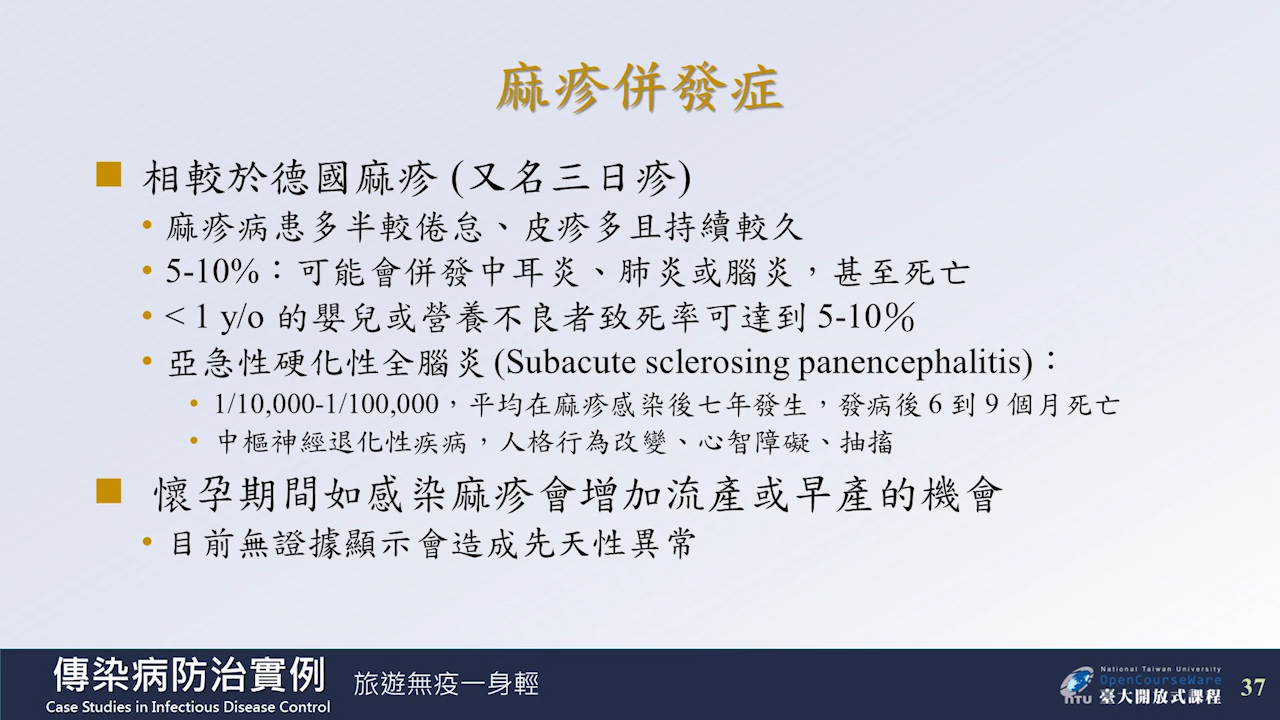 麻疹併發症
相較於德國麻疹 (又名三日疹)
麻疹病患多半較倦怠、皮疹多且持續較久
5-10%：可能會併發中耳炎、肺炎或腦炎，甚至死亡
< 1 y/o 的嬰兒或營養不良者致死率可達到 5-10%
亞急性硬化性全腦炎 (Subacute sclerosing panencephalitis)：
1/10,000-1/100,000，平均在麻疹感染後七年發生，發病後 6 到 9 個月死亡
中樞神經退化性疾病，人格行為改變、心智障礙、抽搐
懷孕期間如感染麻疹會增加流產或早產的機會
目前無證據顯示會造成先天性異常
傳染病防治實例
Case Studies in Infectious Disease Control
旅遊無疫一身輕
National Taiwan University
OpenCourseWare
NTU 臺大開放式課程
37